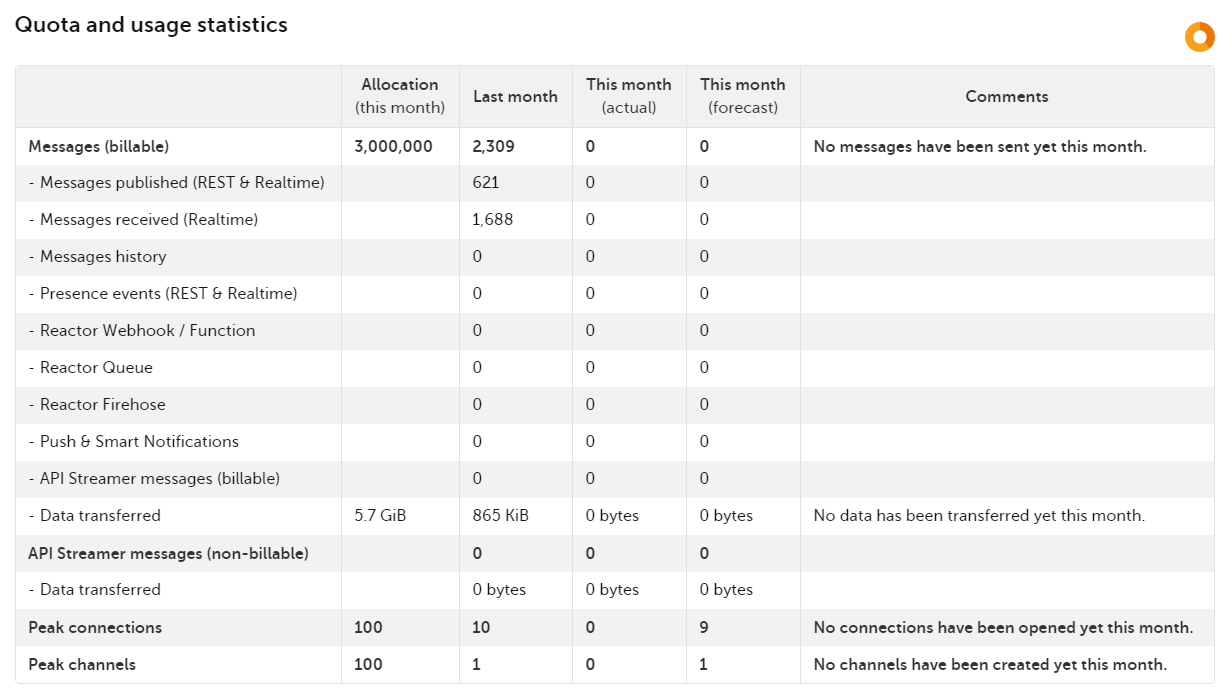 Quota and usage statistics
Allocation (this month) Last month This month (actual) This month (forecast) Comments
Messages (billable) 3,000,000 2,309 0 0 No messages have been sent yet this month.
- Messages published (REST & Realtime) 621 0 0
- Messages received (Realtime) 1,688 0 0
- Messages history 0 0 0
- Presence events (REST & Realtime) 0 0 0
- Reactor Webhook / Function 0 0 0
- Reactor Queue 0 0 0
- Reactor Firehose 0 0 0
- Push & Smart Notifications 0 0 0
- API Streamer messages (billable) 0 0 0
- Data transferred 5.7 GiB 865 KiB 0 bytes 0 bytes No data has been transferred yet this month.
API Streamer messages (non-billable) 0 0 0
- Data transferred 0 bytes 0 bytes 0 bytes
Peak connections 100 10 0 9 No connections have been opened yet this month.
Peak channels 100 1 0 1 No channels have been created yet this month.